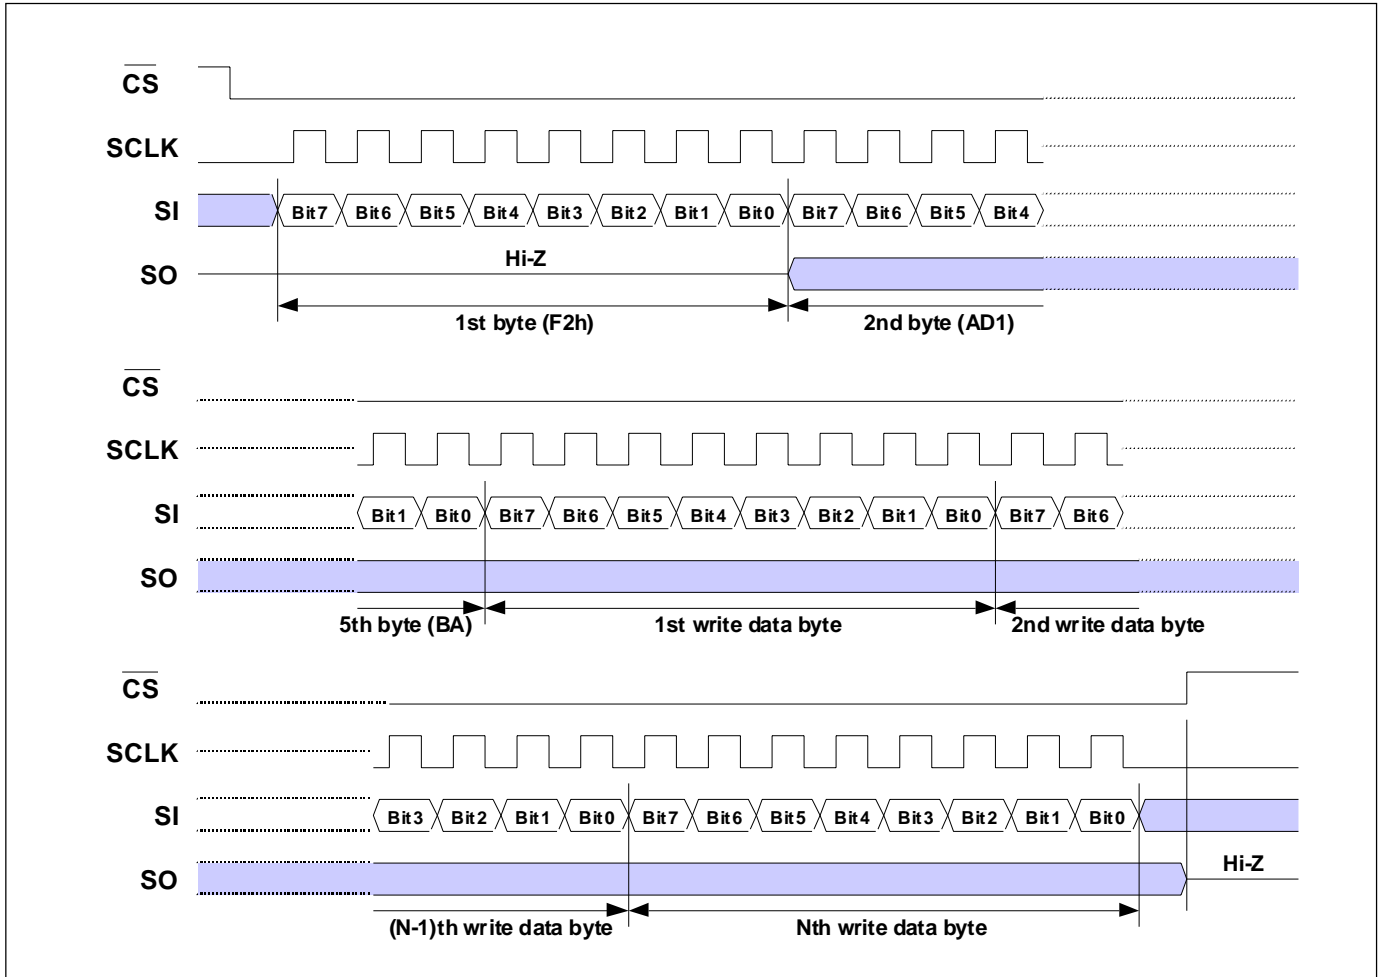 CS
SCLK
SI Bit7 Bit6 Bit5 Bit4 Bit3 Bit2 Bit1 Bit0 Bit7 Bit6 Bit5 Bit4
Hi-Z
SO
1st byte (F2h) 2nd byte (AD1)
CS
SCLK
SI Bit1 Bit0 Bit7 Bit6 Bit5 Bit4 Bit3 Bit2 Bit1 Bit0 Bit7 Bit6
SO
5th byte (BA) 1st write data byte 2nd write data byte
CS
SCLK
SI Bit3 Bit2 Bit1 Bit0 Bit7 Bit6 Bit5 Bit4 Bit3 Bit2 Bit1 Bit0
SO Hi-Z
(N-1)th write data byte Nth write data byte